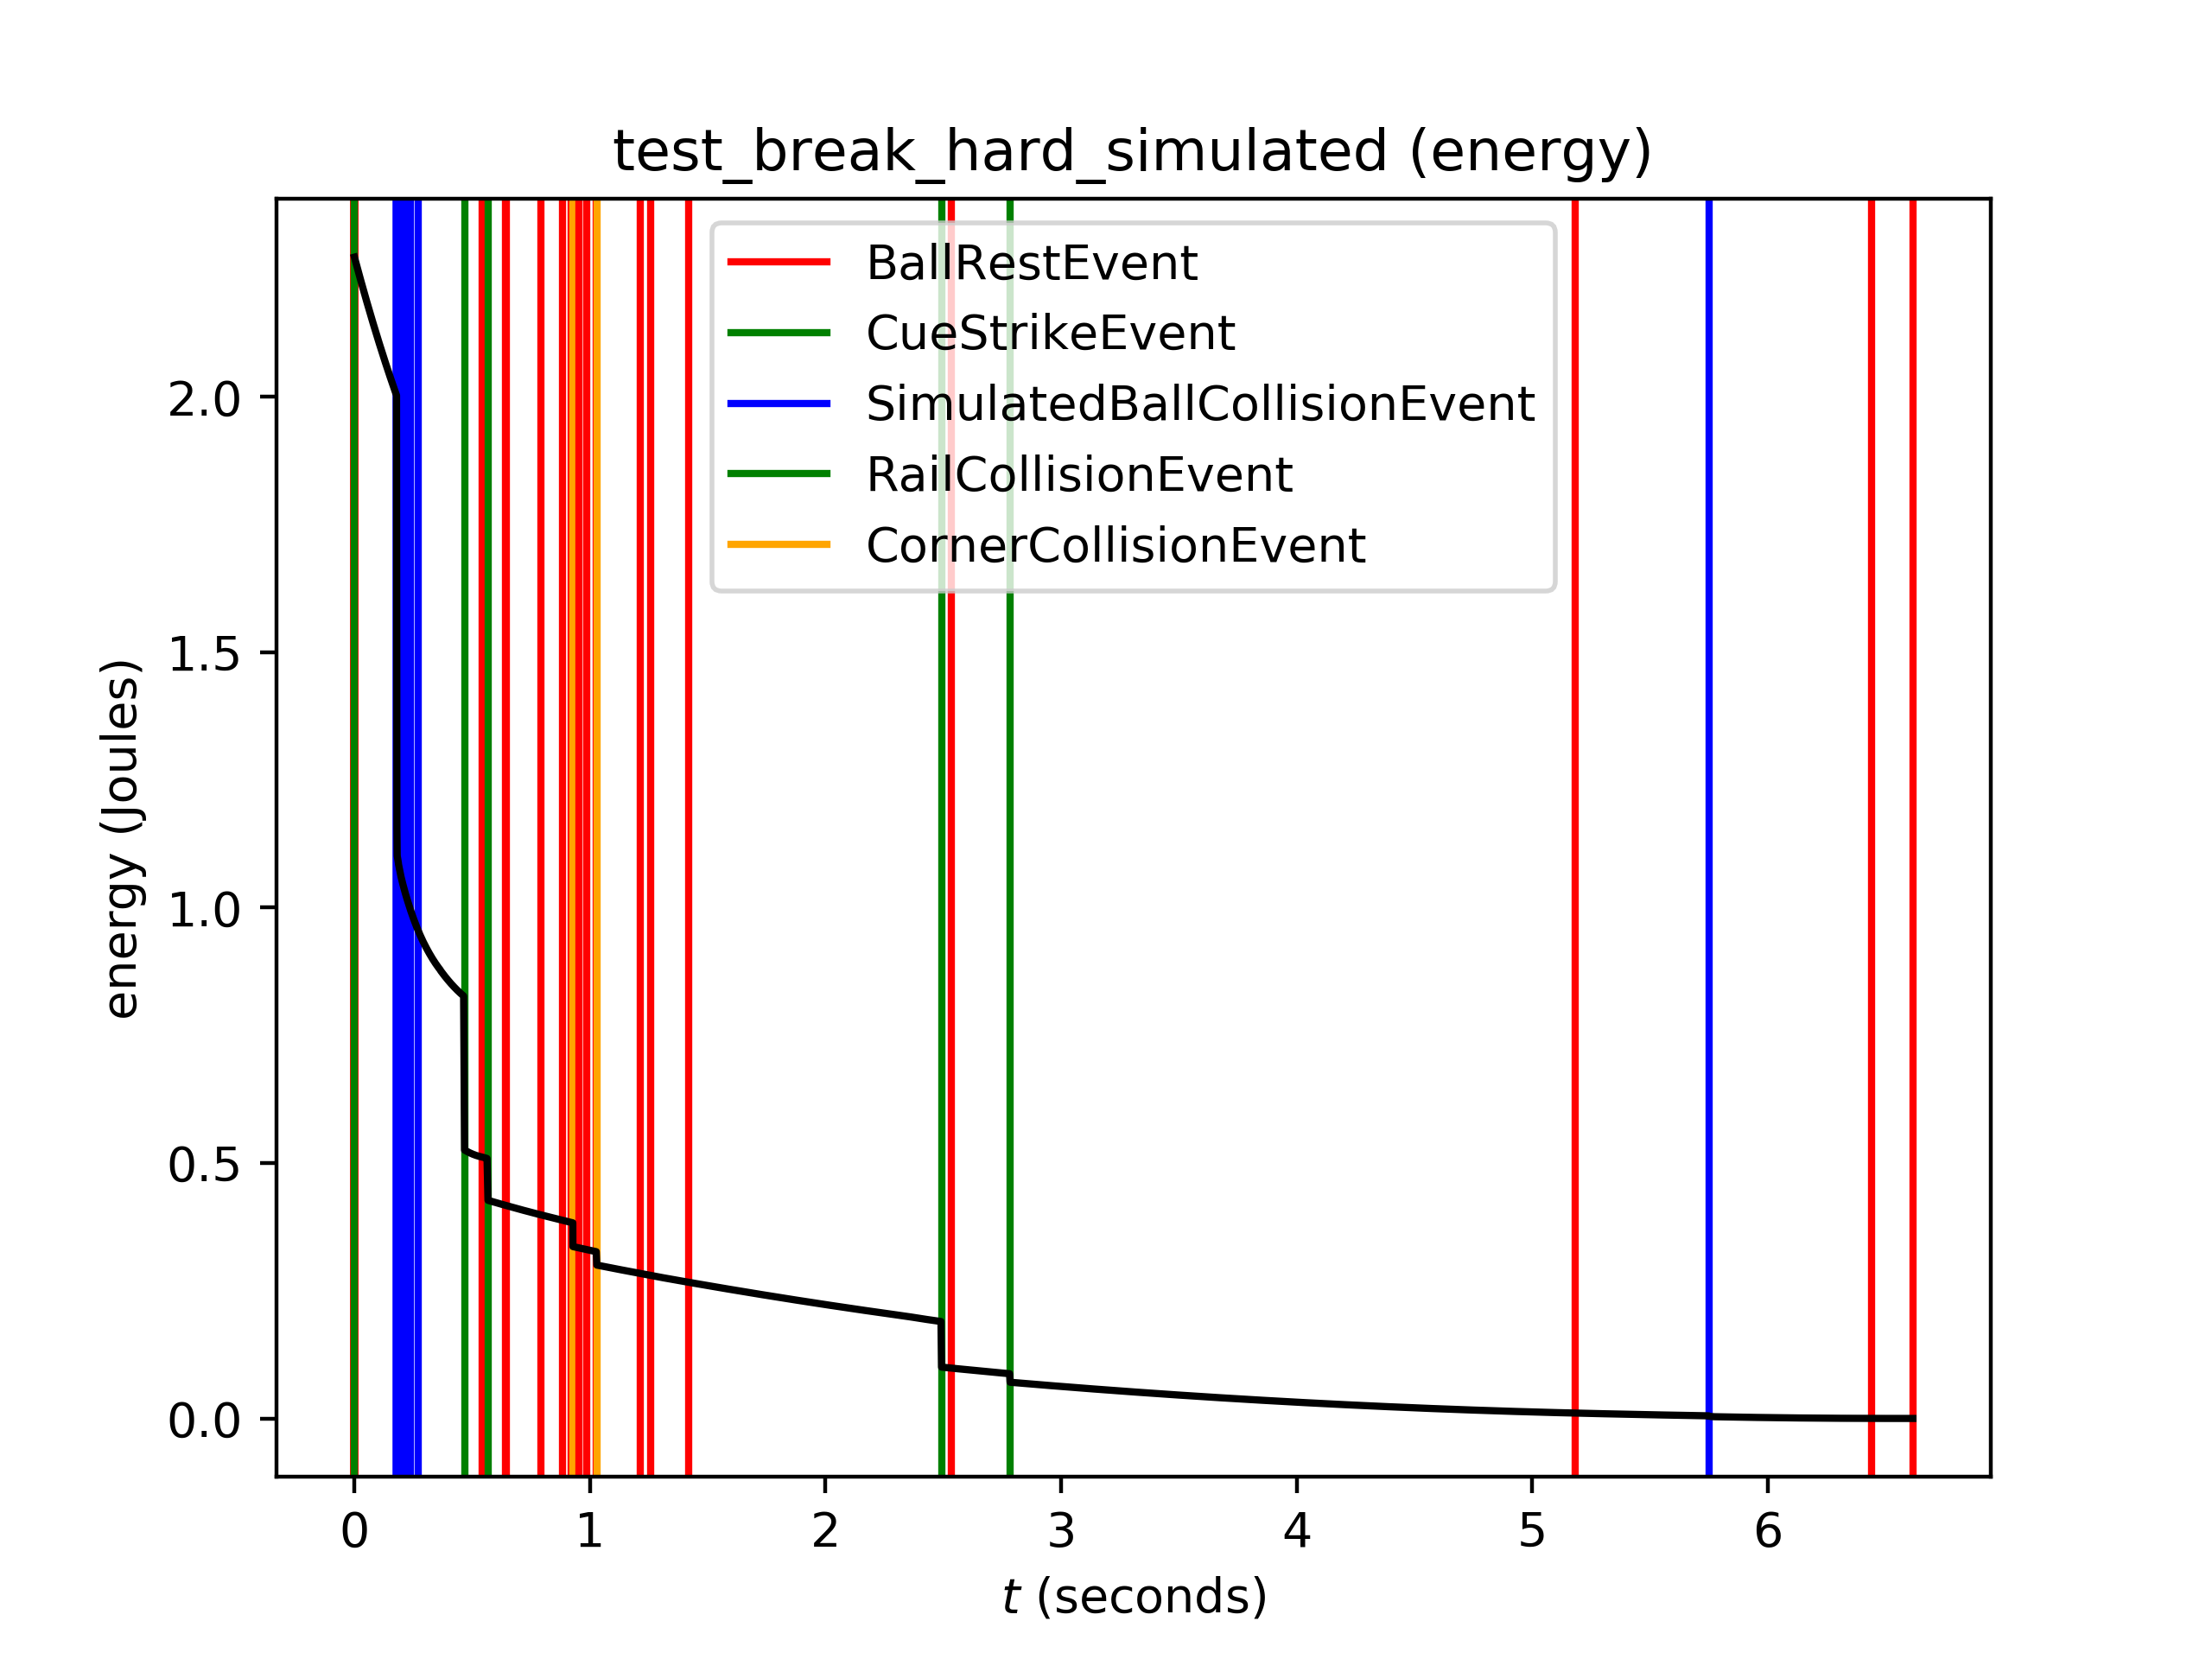 test_break_hard_simulated (energy)
BallRestEvent
CueStrikeEvent
SimulatedBallCollisionEvent
RailCollisionEvent
CornerCollisionEvent
energy (Joules)
2.0
1.5
1.0
0.5
0.0
0 1 2 3 4 5 6
t (seconds)